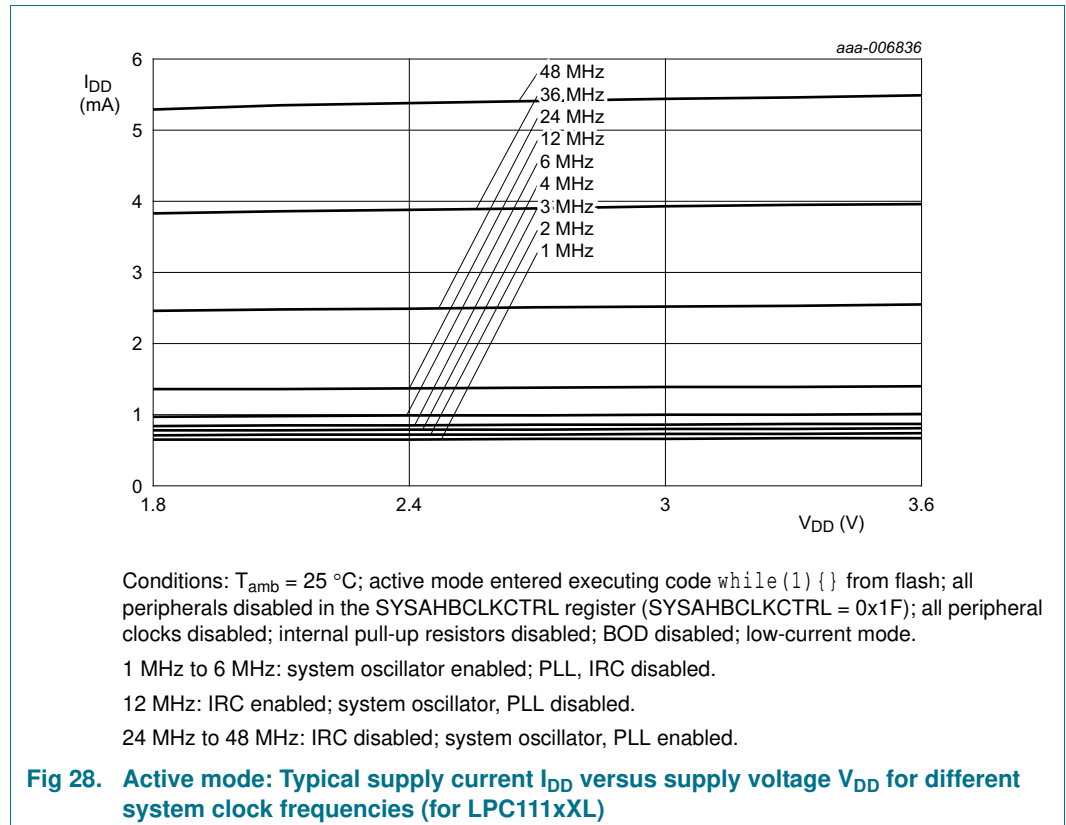 aaa-006836
6
I_DD
(mA)
5
4
3
2
1
0
48 MHz
36 MHz
24 MHz
12 MHz
6 MHz
4 MHz
3 MHz
2 MHz
1 MHz
1.8
2.4
3
3.6
V_DD (V)
Conditions: T_amb = 25 °C; active mode entered executing code while(1){} from flash; all
peripherals disabled in the SYSAHBCLKCTRL register (SYSAHBCLKCTRL = 0x1F); all peripheral
clocks disabled; internal pull-up resistors disabled; BOD disabled; low-current mode.
1 MHz to 6 MHz: system oscillator enabled; PLL, IRC disabled.
12 MHz: IRC enabled; system oscillator, PLL disabled.
24 MHz to 48 MHz: IRC disabled; system oscillator, PLL enabled.
Fig 28. Active mode: Typical supply current I_DD versus supply voltage V_DD for different
system clock frequencies (for LPC111xXL)